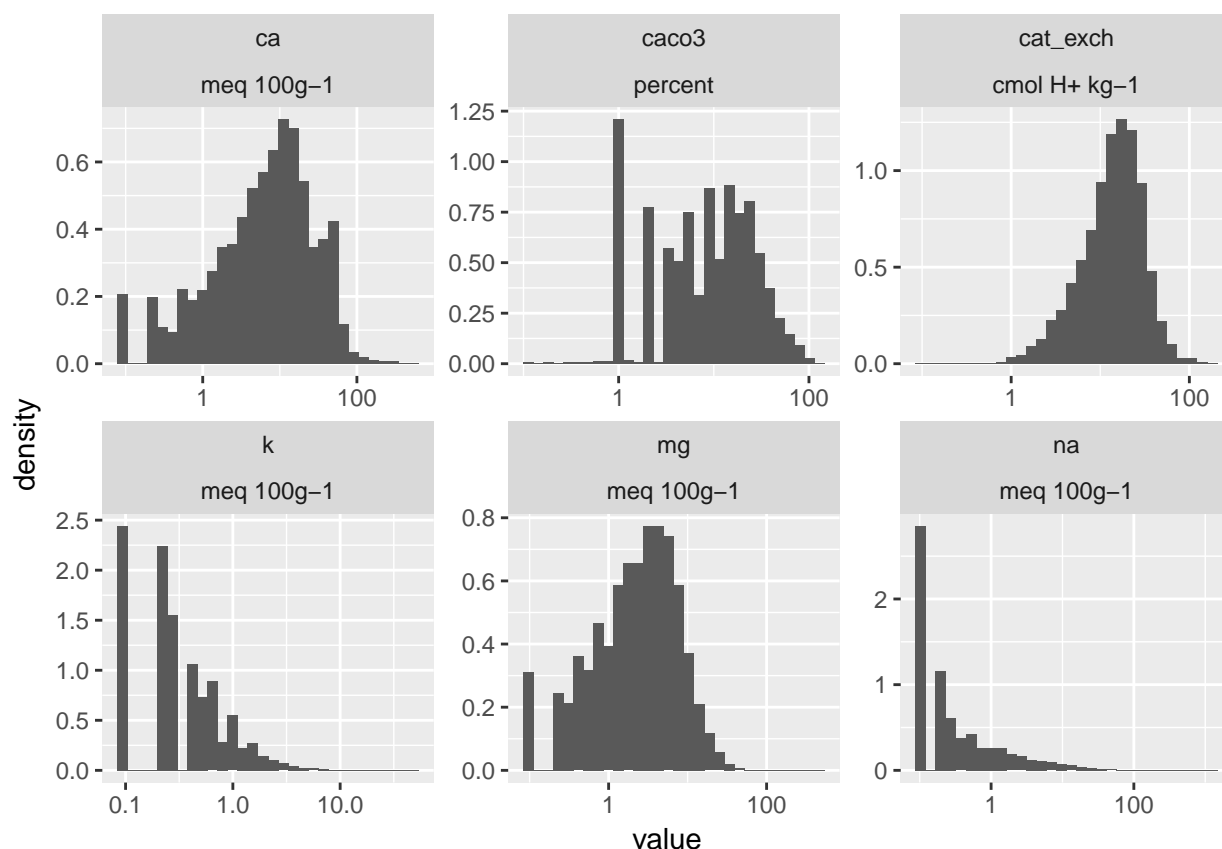 ca
meq 100g−1
0.0
0.2
0.4
0.6
1
100
caco3
percent
0.00
0.25
0.50
0.75
1.00
1.25
1
100
cat_exch
cmol H+ kg−1
0.0
0.5
1.0
1
100
k
meq 100g−1
0.0
0.5
1.0
1.5
2.0
2.5
0.1
1.0
10.0
mg
meq 100g−1
0.0
0.2
0.4
0.6
0.8
1
100
na
meq 100g−1
0
1
2
1
100
density
value